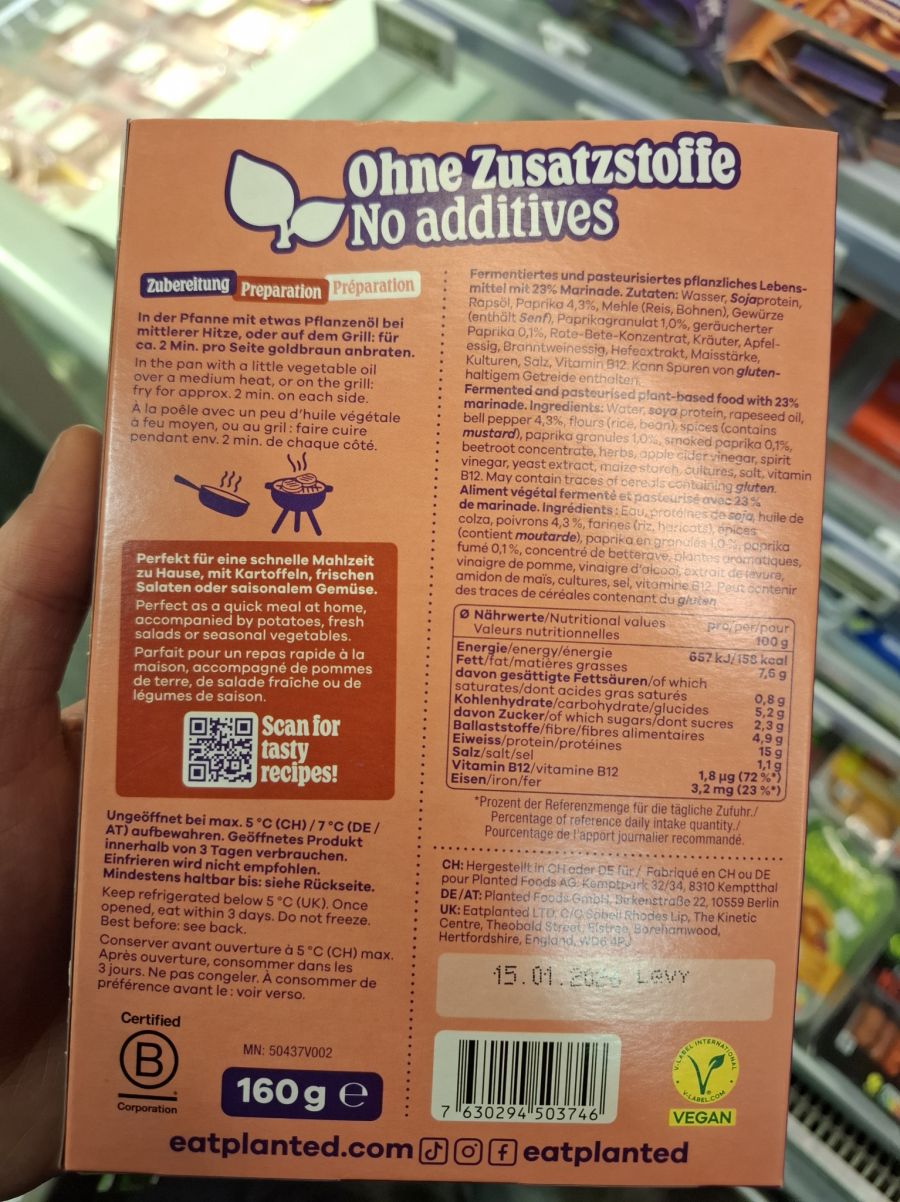 Ohne Zusatzstoffe
No additives
Zubereitung Preparation Préparation
In der Pfanne mit etwas Pflanzenöl bei
mittlerer Hitze, oder auf dem Grill: für
ca. 2 Min. pro Seite goldbraun anbraten.
In the pan with a little vegetable oil
over a medium heat, or on the grill:
fry for approx. 2 min. on each side.
À la poêle avec un peu d'huile végétale
à feu moyen, ou au gril : faire cuire
pendant env. 2 min. de chaque côté.
Perfekt für eine schnelle Mahlzeit
zu Hause, mit Kartoffeln, frischen
Salaten oder saisonalem Gemüse.
Perfect as a quick meal at home,
accompanied by potatoes, fresh
salads or seasonal vegetables.
Parfait pour un repas rapide à la
maison, accompagné de pommes
de terre, de salade fraîche ou de
légumes de saison.
Scan for
tasty
recipes!
Ungeöffnet bei max. 5 °C (CH) / 7 °C (DE /
AT) aufbewahren. Geöffnetes Produkt
innerhalb von 3 Tagen verbrauchen.
Einfrieren wird nicht empfohlen.
Mindestens haltbar bis: siehe Rückseite.
Keep refrigerated below 5 °C (UK). Once
opened, eat within 3 days. Do not freeze.
Best before: see back.
Conserver avant ouverture à 5 °C (CH) max.
Après ouverture, consommer dans les
3 jours. Ne pas congeler. À consommer de
préférence avant le : voir verso.
Certified
B
Corporation
MN: 50437V002
160 g e
Fermentiertes und pasteurisiertes pflanzliches Lebens-
mittel mit 23% Marinade. Zutaten: Wasser, Sojaprotein,
Rapsöl, Paprika 4,3%, Mehle (Reis, Bohnen), Gewürze
(enthält Senf), Paprikagranulat 1,0%, geräucherter
Paprika 0,1%, Rote-Bete-Konzentrat, Kräuter, Apfel-
essig, Branntweinessig, Hefeextrakt, Maisstärke,
Kulturen, Salz, Vitamin B12. Kann Spuren von gluten-
haltigem Getreide enthalten.
Fermented and pasteurised plant-based food with 23%
marinade. Ingredients: Water, soya protein, rapeseed oil,
bell pepper 4,3%, flours (rice, bean), spices (contains
mustard), paprika granules 1,0%, smoked paprika 0,1%,
beetroot concentrate, herbs, apple cider vinegar, spirit
vinegar, yeast extract, maize starch, cultures, salt, vitamin
B12. May contain traces of cereals containing gluten.
Aliment végétal fermenté et pasteurisé avec 23 %
de marinade. Ingrédients : Eau, protéines de soja, huile de
colza, poivrons 4,3 %, farines (riz, haricots), épices
(contient moutarde), paprika en granulés 1,0 %, paprika
fumé 0,1 %, concentré de betterave, plantes aromatiques,
vinaigre de pomme, vinaigre d'alcool, extrait de levure,
amidon de maïs, cultures, sel, vitamine B12. Peut contenir
des traces de céréales contenant du gluten.
Ø Nährwerte/Nutritional values pro/per/pour
Valeurs nutritionnelles 100 g
Energie/energy/énergie 657 kJ/158 kcal
Fett/fat/matières grasses 7,6 g
davon gesättigte Fettsäuren/of which
saturates/dont acides gras saturés 0,8 g
Kohlenhydrate/carbohydrate/glucides 5,2 g
davon Zucker/of which sugars/dont sucres 2,3 g
Ballaststoffe/fibre/fibres alimentaires 4,9 g
Eiweiss/protein/protéines 15 g
Salz/salt/sel 1,1 g
Vitamin B12/vitamine B12 1,8 µg (72 %*)
Eisen/iron/fer 3,2 mg (23 %*)
*Prozent der Referenzmenge für die tägliche Zufuhr./
Percentage of reference daily intake quantity./
Pourcentage de l'apport journalier recommandé.
CH: Hergestellt in CH oder DE für / Fabriqué en CH ou DE
pour Planted Foods AG, Kemptpark 32/34, 8310 Kemptthal
DE/AT: Planted Foods GmbH, Birkenstraße 22, 10559 Berlin
UK: Eatplanted LTD. C/O Sobell Rhodes Llp, The Kinetic
Centre, Theobald Street, Elstree, Borehamwood,
Hertfordshire, England, WD6 4PJ
15.01. LavY
7 630294 503746
V-LABEL INTERNATIONAL
V-LABEL.COM
VEGAN
eatplanted.com eatplanted